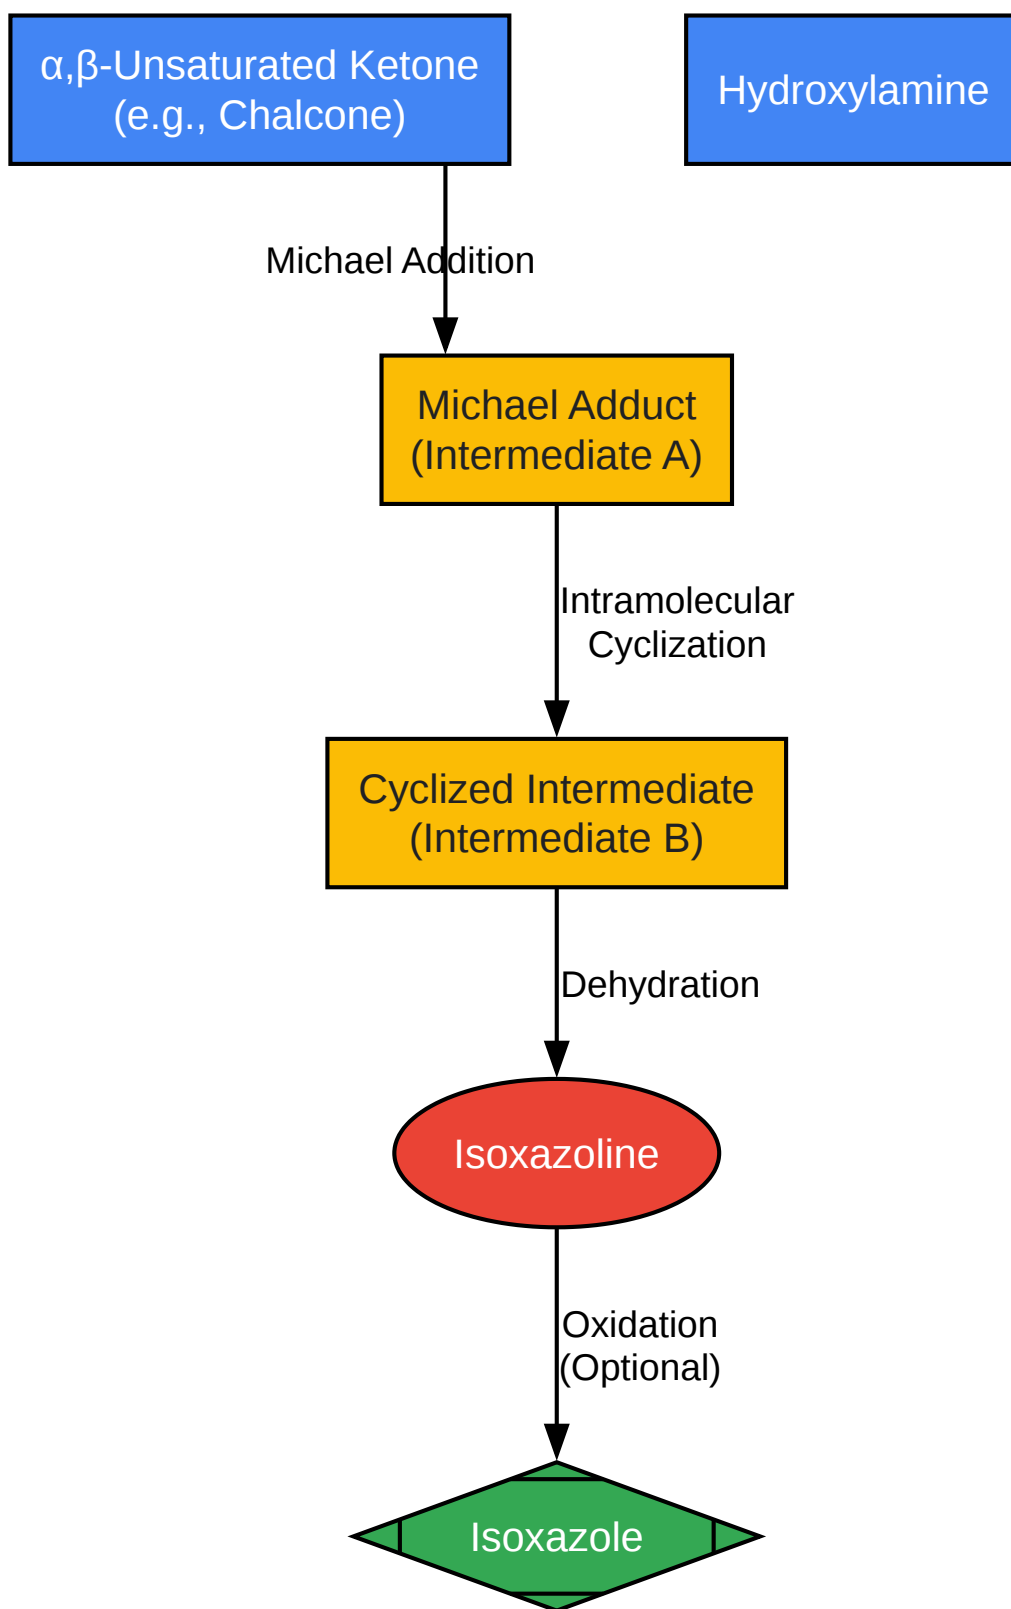 α,β-Unsaturated Ketone
(e.g., Chalcone)
Hydroxylamine
Michael Addition
Michael Adduct
(Intermediate A)
Intramolecular
Cyclization
Cyclized Intermediate
(Intermediate B)
Dehydration
Isoxazoline
Oxidation
(Optional)
Isoxazole